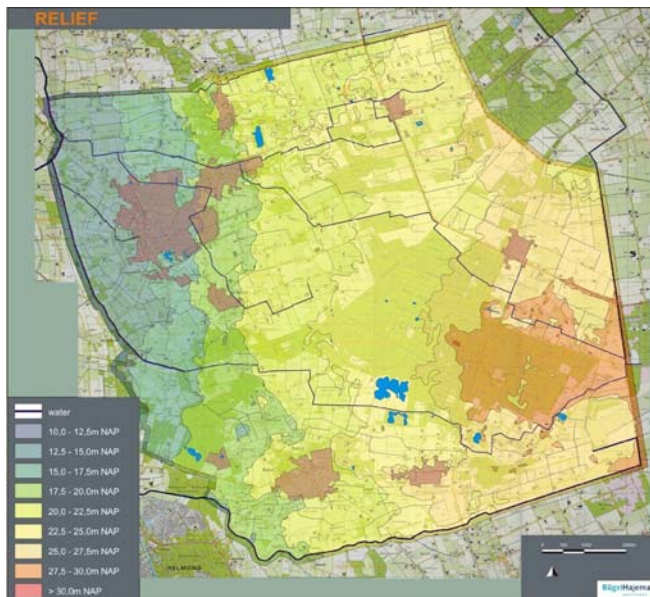 RELIEF
water
10,0 - 12,5m NAP
12,5 - 15,0m NAP
15,0 - 17,5m NAP
17,5 - 20,0m NAP
20,0 - 22,5m NAP
22,5 - 25,0m NAP
25,0 - 27,5m NAP
27,5 - 30,0m NAP
> 30,0m NAP
HELMOND
BügelHajema